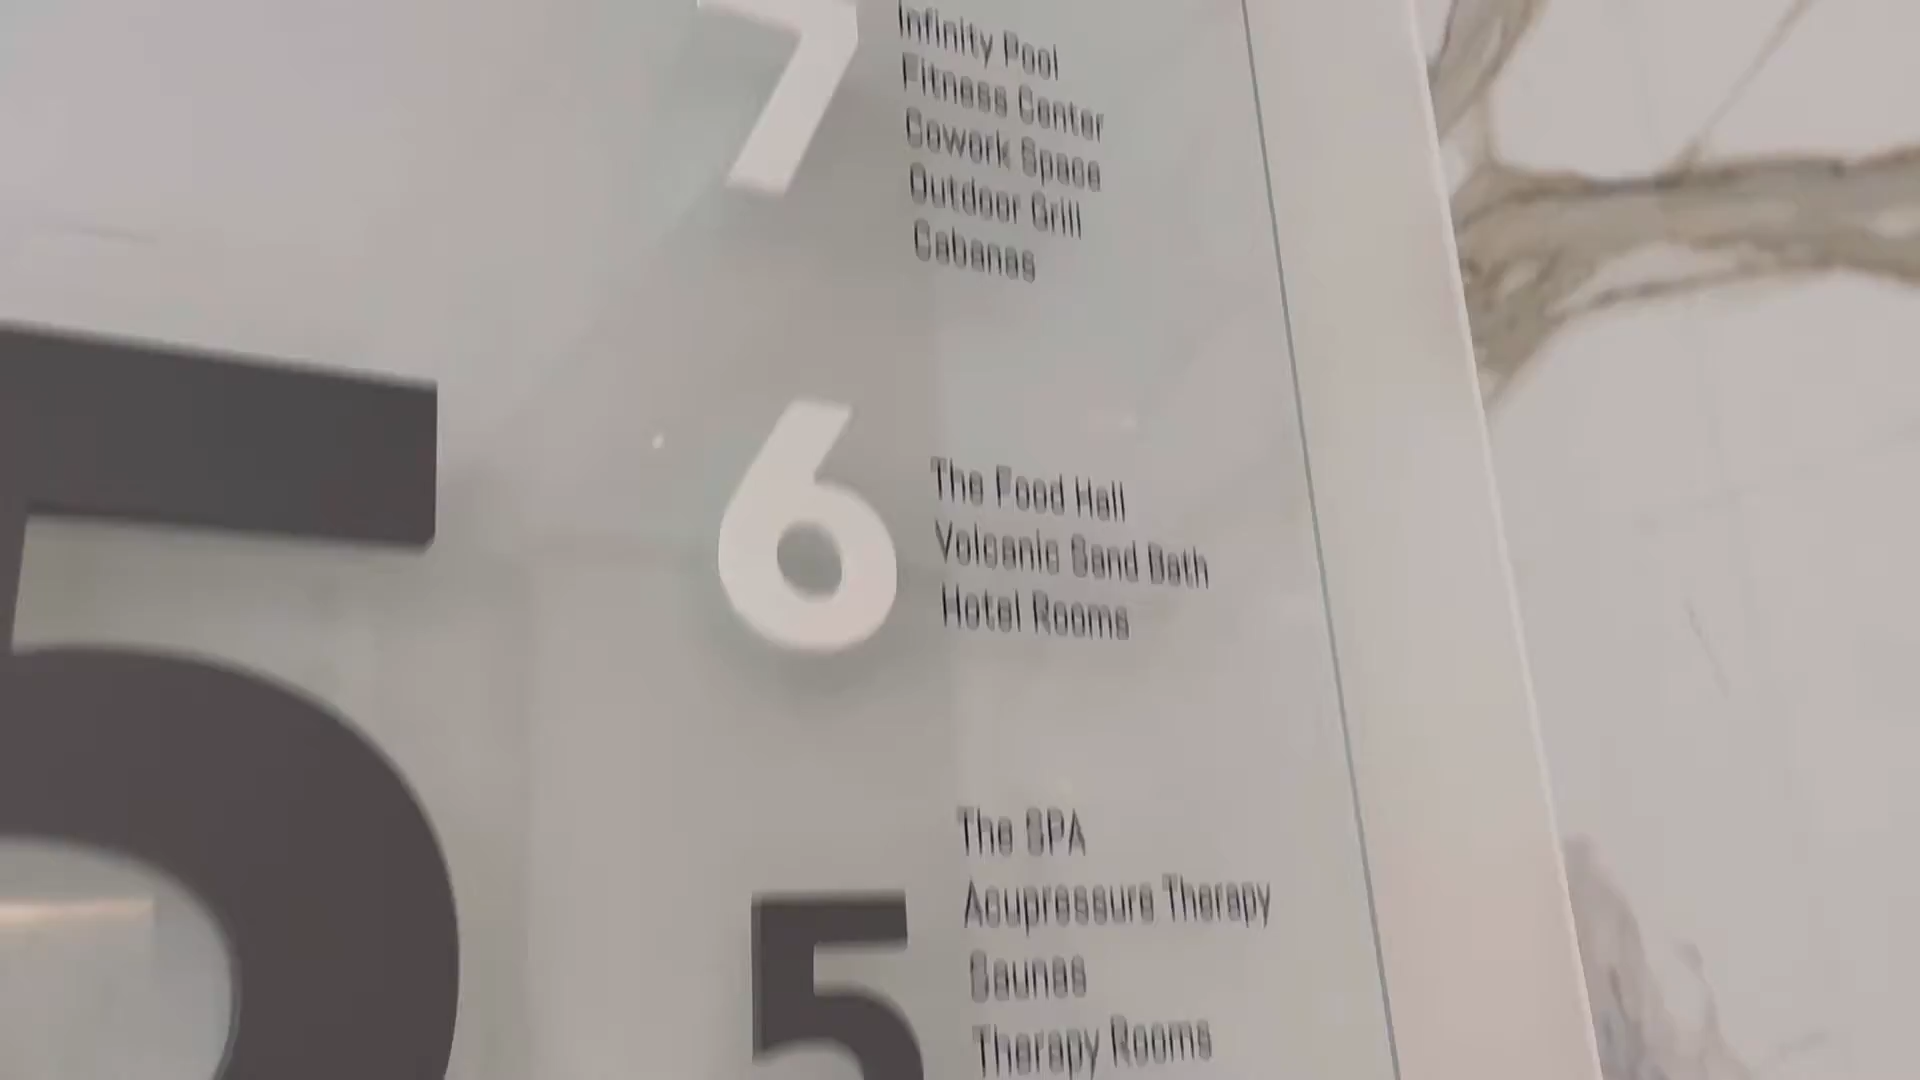 7
Infinity Pool
Fitness Center
Cowork Space
Outdoor Grill
Cabanas
5
6
The Food Hall
Volcanic Sand Bath
Hotel Rooms
5
The SPA
Acupressure Therapy
Saunas
Therapy Rooms